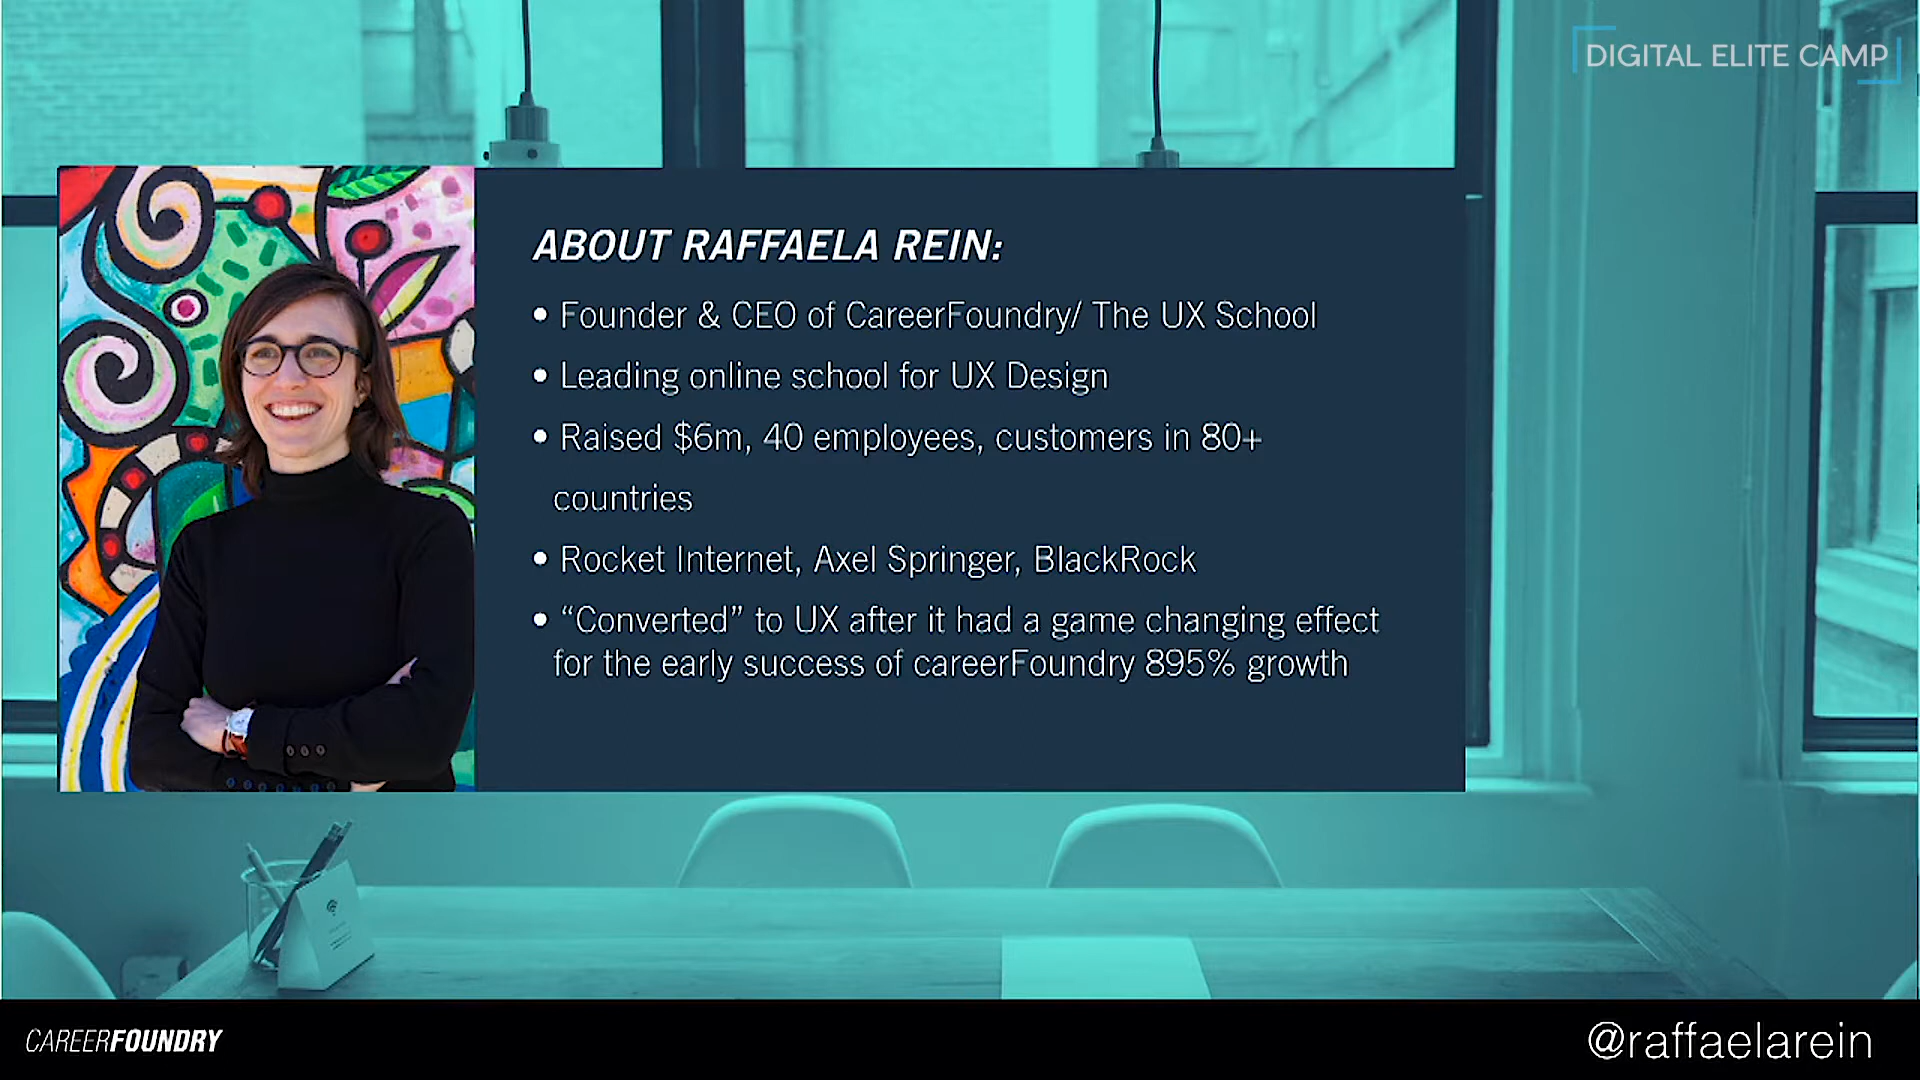 DIGITAL ELITE CAMP
ABOUT RAFFAELA REIN:
• Founder & CEO of CareerFoundry/ The UX School
• Leading online school for UX Design
• Raised $6m, 40 employees, customers in 80+
countries
• Rocket Internet, Axel Springer, BlackRock
• “Converted” to UX after it had a game changing effect
for the early success of careerFoundry 895% growth
CAREERFOUNDRY
@raffaelarein